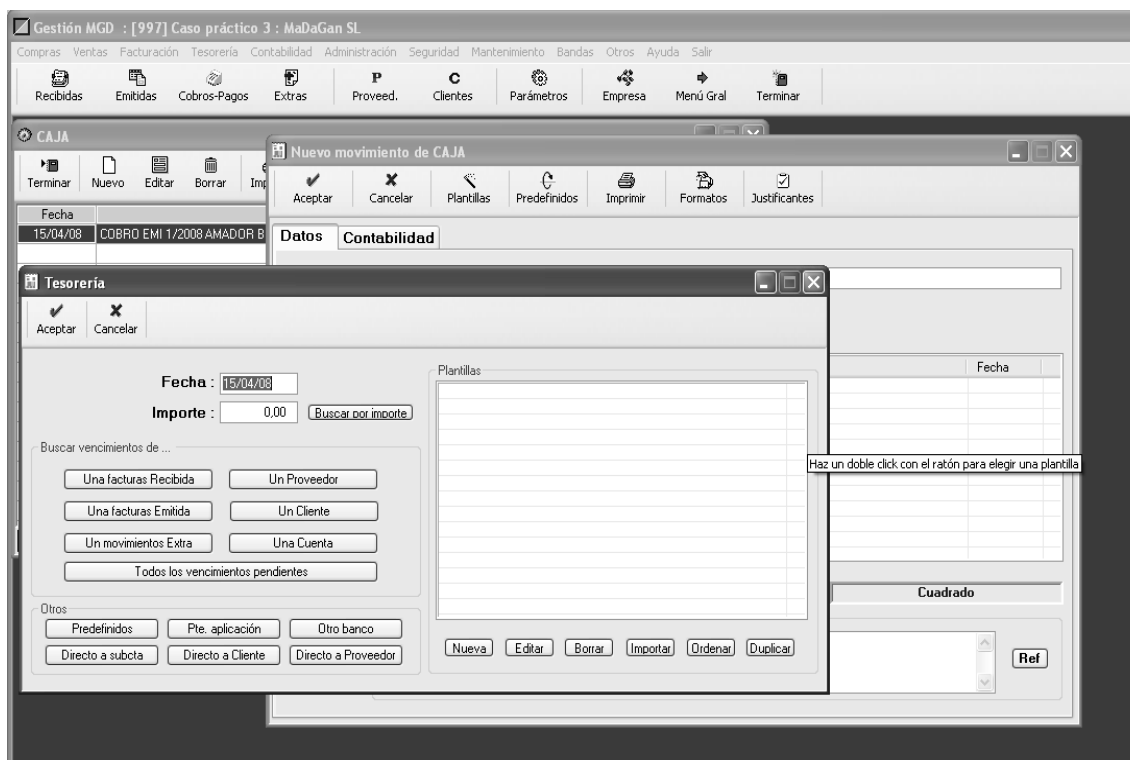 Gestión MGD : [997] Caso práctico 3 : MaDaGan SL
Compras Ventas Facturación Tesorería Contabilidad Administración Seguridad Mantenimiento Bandas Otros Ayuda Salir
Recibidas Emitidas Cobros-Pagos Extras P Proveed. C Clientes Parámetros Empresa Menú Gral Terminar
CAJA
Terminar Nuevo Editar Borrar
Fecha
15/04/08 COBRO EMI 1/2008 AMADOR B
Nuevo movimiento de CAJA
Aceptar Cancelar Plantillas Predefinidos Imprimir Formatos Justificantes
Datos Contabilidad
Fecha
Cuadrado
Ref
Tesorería
Aceptar Cancelar
Fecha : 15/04/08
Importe : 0,00 Buscar por importe
Buscar vencimientos de ...
Una facturas Recibida Un Proveedor
Una facturas Emitida Un Cliente
Un movimientos Extra Una Cuenta
Todos los vencimientos pendientes
Otros
Predefinidos Pte. aplicación Otro banco
Directo a subcta Directo a Cliente Directo a Proveedor
Plantillas
Haz un doble click con el ratón para elegir una plantilla
Nueva Editar Borrar Importar Ordenar Duplicar